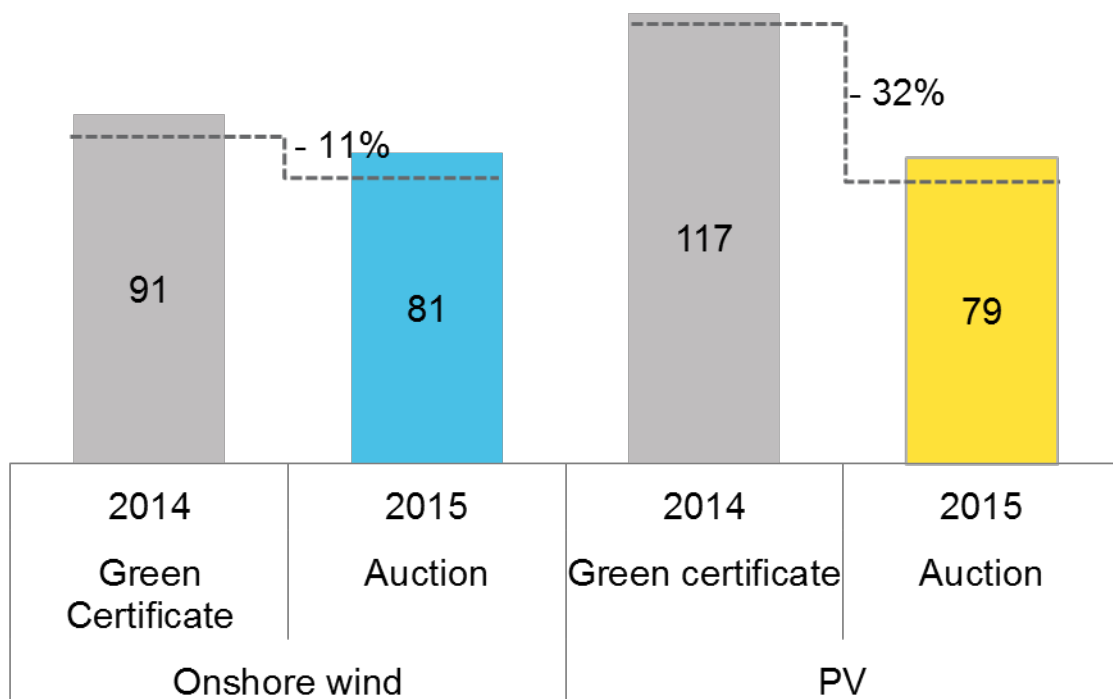 - 32%
- 11%
117
91
81
79
2014
2015
2014
2015
Green
Certificate
Auction
Green certificate
Auction
Onshore wind
PV